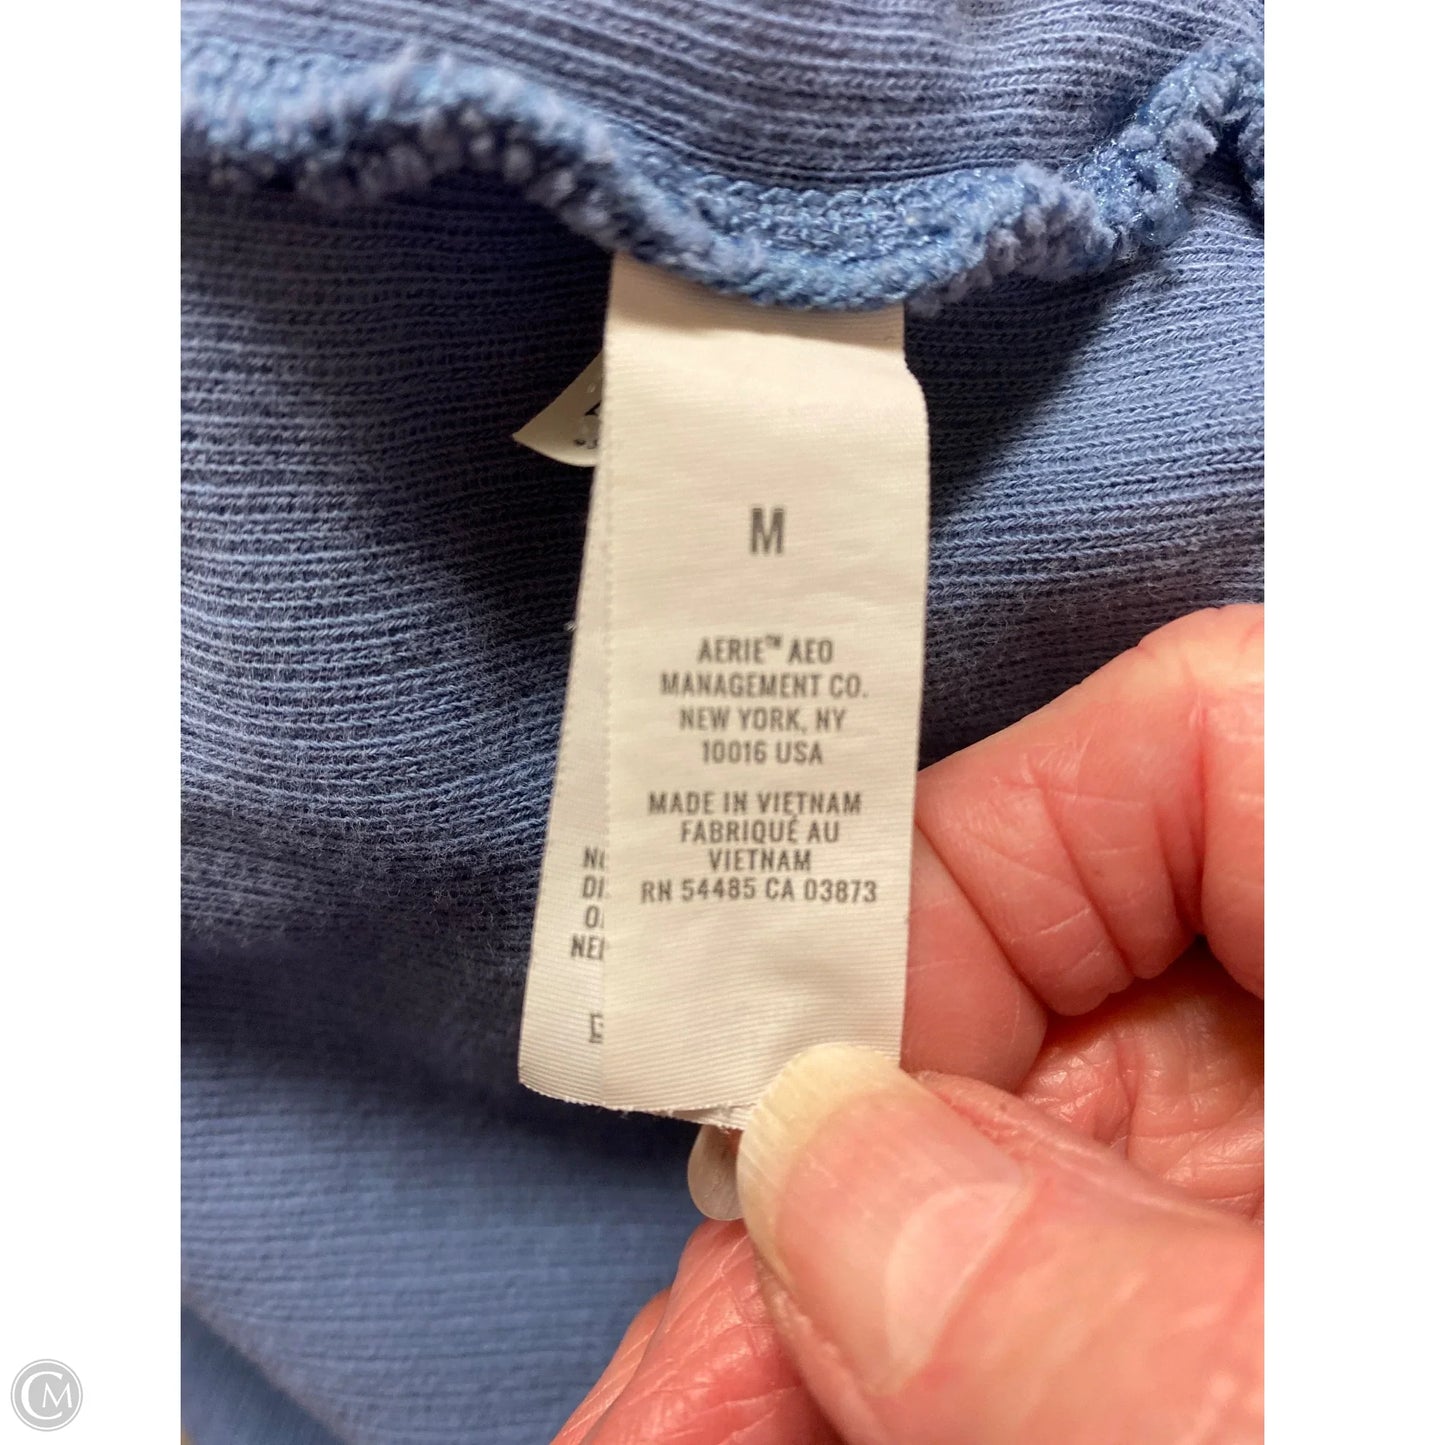 M
AERIE™ AEO
MANAGEMENT CO.
NEW YORK, NY
10016 USA
MADE IN VIETNAM
FABRIQUÉ AU
VIETNAM
RN 54485 CA 03873
CM